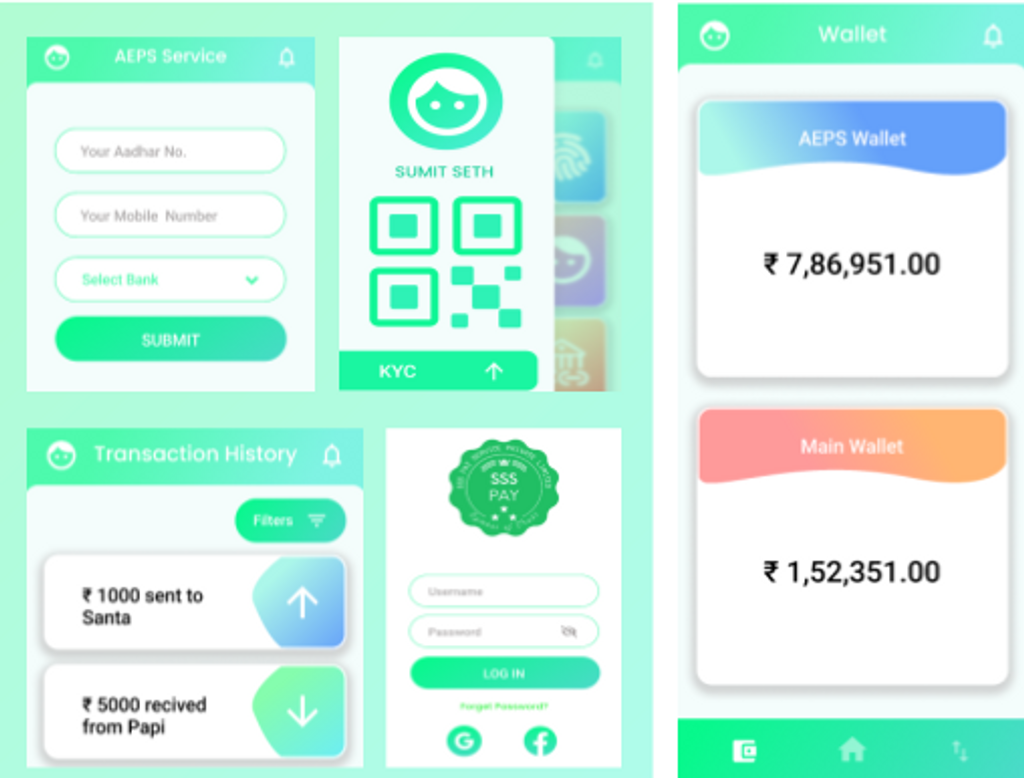 AEPS Service
Your Aadhar No.
Your Mobile Number
Select Bank
SUBMIT
SUMIT SETH
KYC
Transaction History
Filters
₹ 1000 sent to
Santa
₹ 5000 recived
from Papi
SSS
PAY
Username
Password
LOG IN
Forget Password?
Wallet
AEPS Wallet
₹ 7,86,951.00
Main Wallet
₹ 1,52,351.00